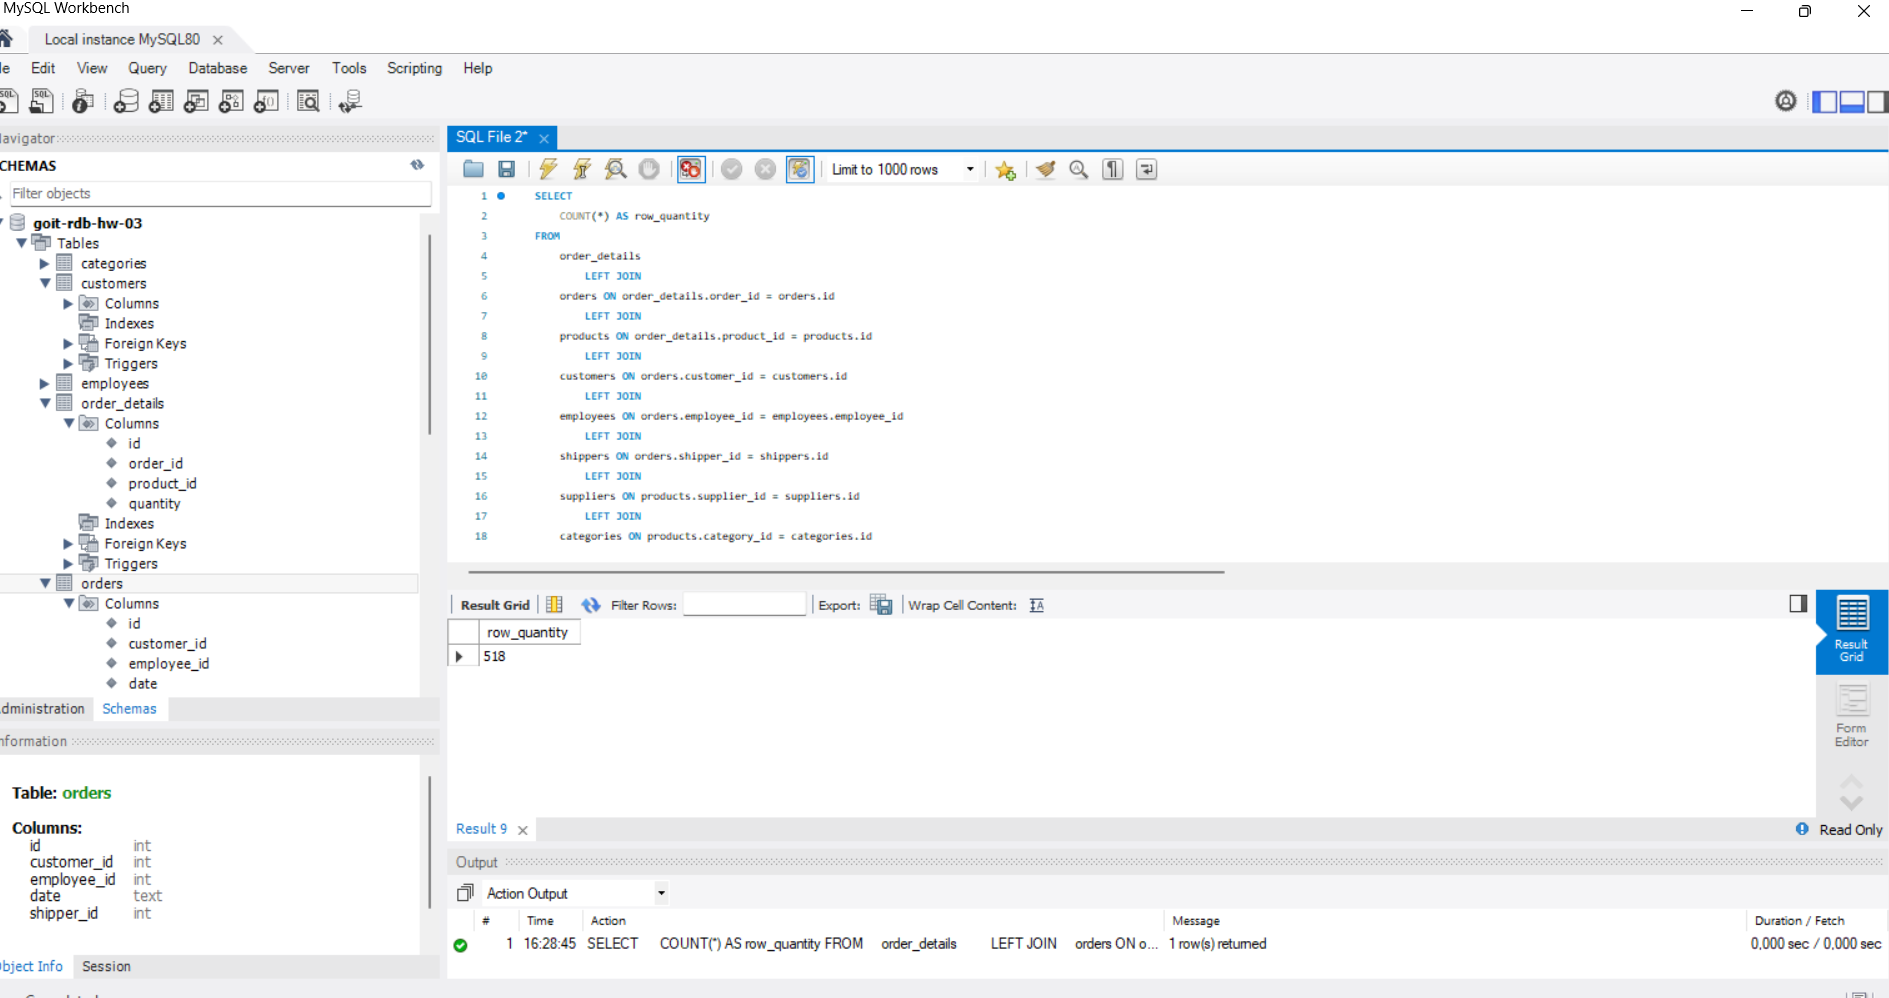 MySQL Workbench
Local instance MySQL80
le Edit View Query Database Server Tools Scripting Help
avigator
CHEMAS
Filter objects
goit-rdb-hw-03
Tables
categories
customers
Columns
Indexes
Foreign Keys
Triggers
employees
order_details
Columns
id
order_id
product_id
quantity
Indexes
Foreign Keys
Triggers
orders
Columns
id
customer_id
employee_id
date
dministration Schemas
nformation
Table: orders
Columns:
id int
customer_id int
employee_id int
date text
shipper_id int
bject Info Session
SQL File 2*
Limit to 1000 rows
1 SELECT
2 COUNT(*) AS row_quantity
3 FROM
4 order_details
5 LEFT JOIN
6 orders ON order_details.order_id = orders.id
7 LEFT JOIN
8 products ON order_details.product_id = products.id
9 LEFT JOIN
10 customers ON orders.customer_id = customers.id
11 LEFT JOIN
12 employees ON orders.employee_id = employees.employee_id
13 LEFT JOIN
14 shippers ON orders.shipper_id = shippers.id
15 LEFT JOIN
16 suppliers ON products.supplier_id = suppliers.id
17 LEFT JOIN
18 categories ON products.category_id = categories.id
Result Grid Filter Rows: Export: Wrap Cell Content:
row_quantity
518
Result
Grid
Form
Editor
Result 9
Read Only
Output
Action Output
# Time Action Message Duration / Fetch
1 16:28:45 SELECT COUNT(*) AS row_quantity FROM order_details LEFT JOIN orders ON o... 1 row(s) returned 0,000 sec / 0,000 sec